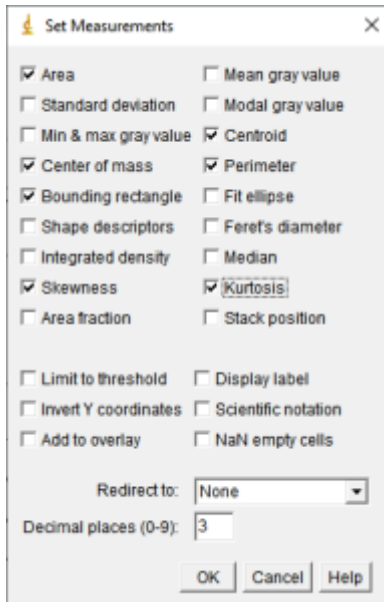 Set Measurements
Area Mean gray value
Standard deviation Modal gray value
Min & max gray value Centroid
Center of mass Perimeter
Bounding rectangle Fit ellipse
Shape descriptors Feret's diameter
Integrated density Median
Skewness Kurtosis
Area fraction Stack position
Limit to threshold Display label
Invert Y coordinates Scientific notation
Add to overlay NaN empty cells
Redirect to: None
Decimal places (0-9): 3
OK Cancel Help